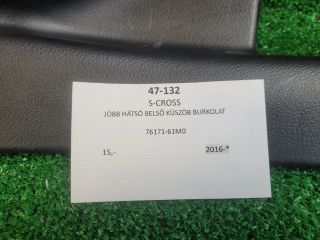 47-132
S-CROSS
JOBB HÁTSÓ BELSŐ KÜSZÖB BURKOLAT
76171-61M0
15,- 2016-*